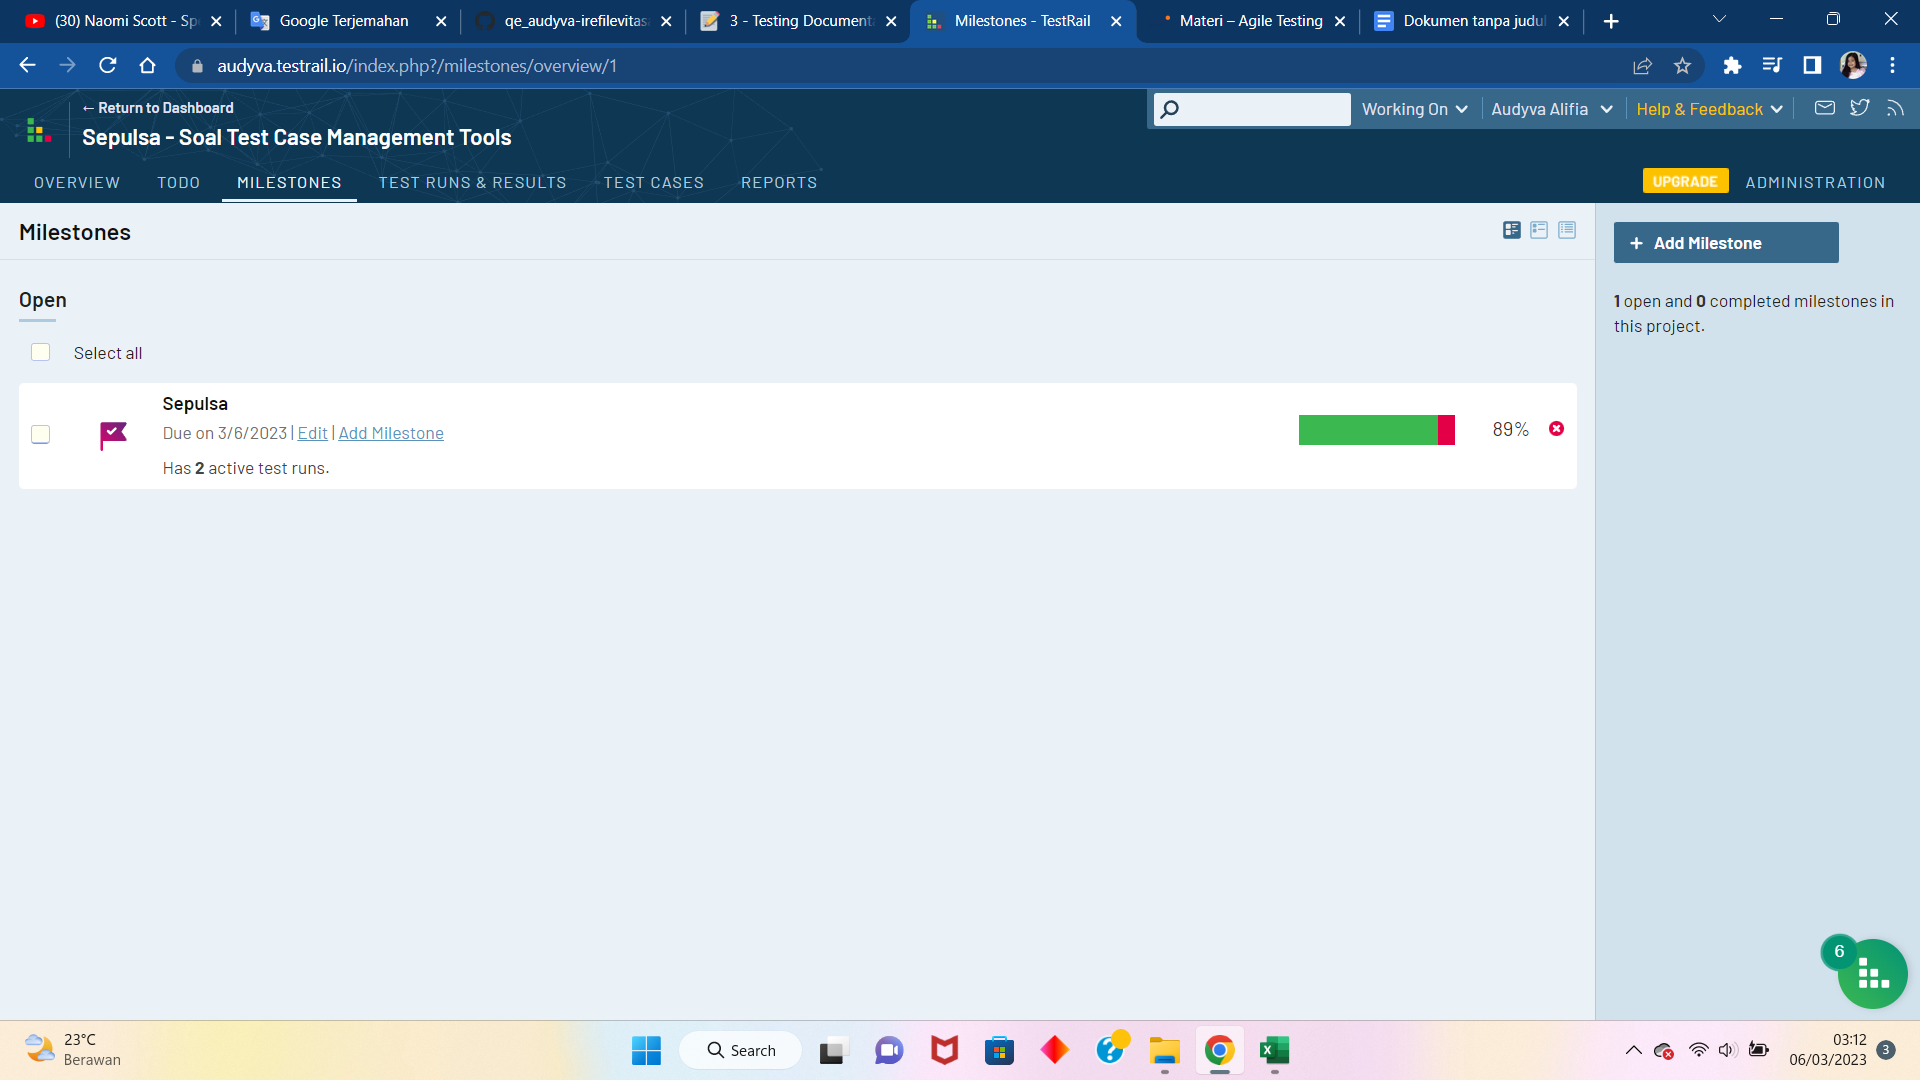 (30) Naomi Scott - Sp
Google Terjemahan
qe_audyva-irefilevitas
3 - Testing Documenta
Milestones - TestRail
Materi – Agile Testing
Dokumen tanpa judul
audyva.testrail.io/index.php?/milestones/overview/1
← Return to Dashboard
Working On
Audyva Alifia
Help & Feedback
Sepulsa - Soal Test Case Management Tools
OVERVIEW
TODO
MILESTONES
TEST RUNS & RESULTS
TEST CASES
REPORTS
UPGRADE
ADMINISTRATION
Milestones
+ Add Milestone
1 open and 0 completed milestones in
this project.
Open
Select all
Sepulsa
Due on 3/6/2023 | Edit | Add Milestone
Has 2 active test runs.
89%
6
23°C
Berawan
Search
03:12
06/03/2023
3